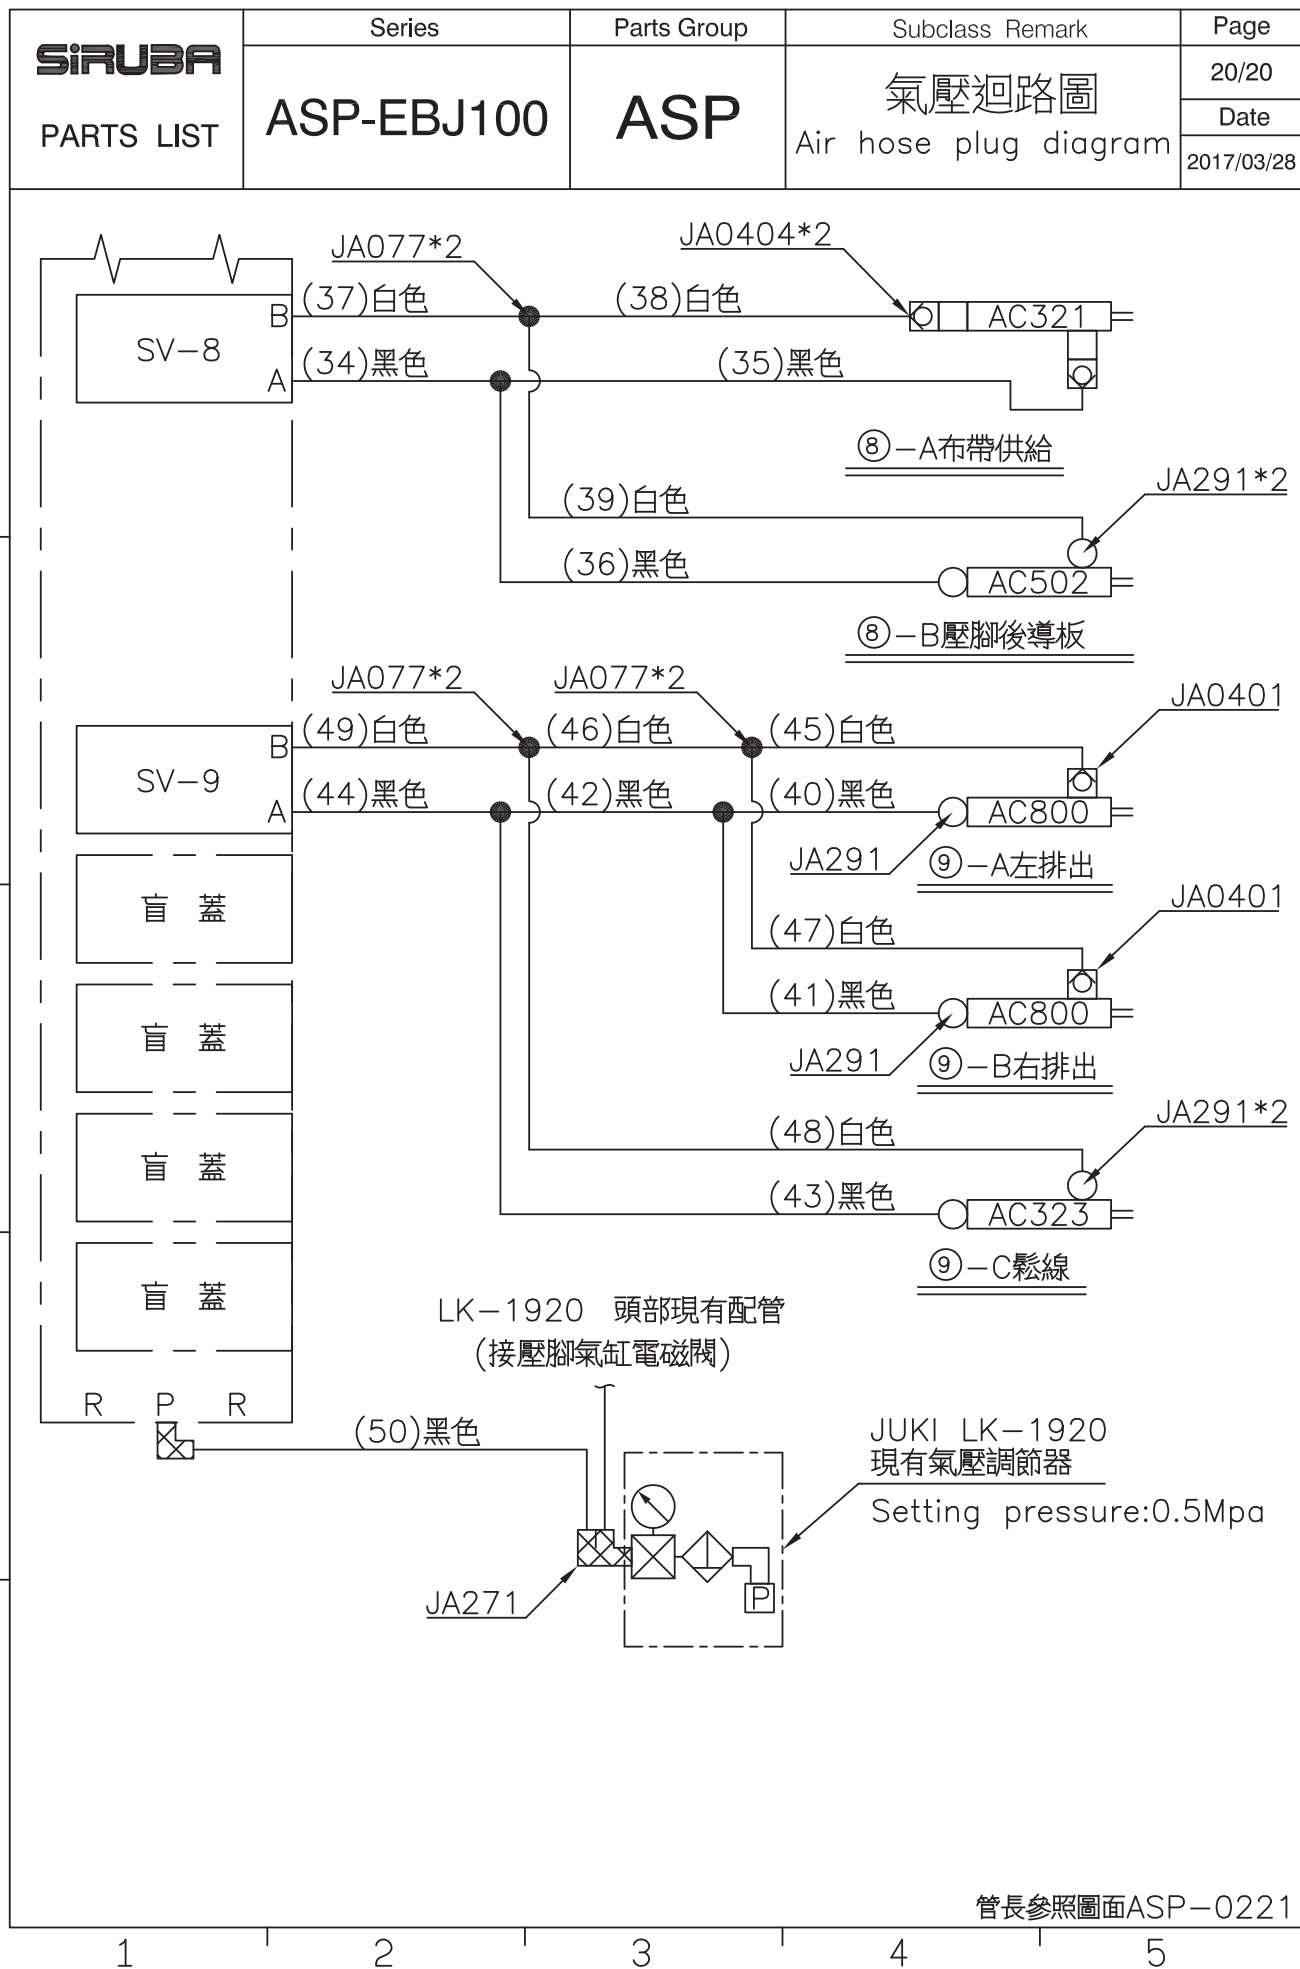 SiRUBA
PARTS LIST
Series
ASP-EBJ100
Parts Group
ASP
Subclass Remark
氣壓迴路圖
Air hose plug diagram
Page
20/20
Date
2017/03/28
JA077*2
JA0404*2
(37)白色
(38)白色
B
AC321
SV-8
(34)黑色
(35)黑色
A
⑧-A布帶供給
JA291*2
(39)白色
(36)黑色
AC502
⑧-B壓腳後導板
JA077*2
JA077*2
JA0401
(49)白色
(46)白色
(45)白色
B
SV-9
(44)黑色
(42)黑色
(40)黑色
A
AC800
JA291
⑨-A左排出
盲 蓋
JA0401
(47)白色
(41)黑色
AC800
盲 蓋
JA291
⑨-B右排出
JA291*2
(48)白色
盲 蓋
(43)黑色
AC323
⑨-C鬆線
盲 蓋
LK-1920 頭部現有配管
(接壓腳氣缸電磁閥)
R P R
(50)黑色
JUKI LK-1920
現有氣壓調節器
Setting pressure:0.5Mpa
JA271
P
管長參照圖面ASP-0221
1 2 3 4 5